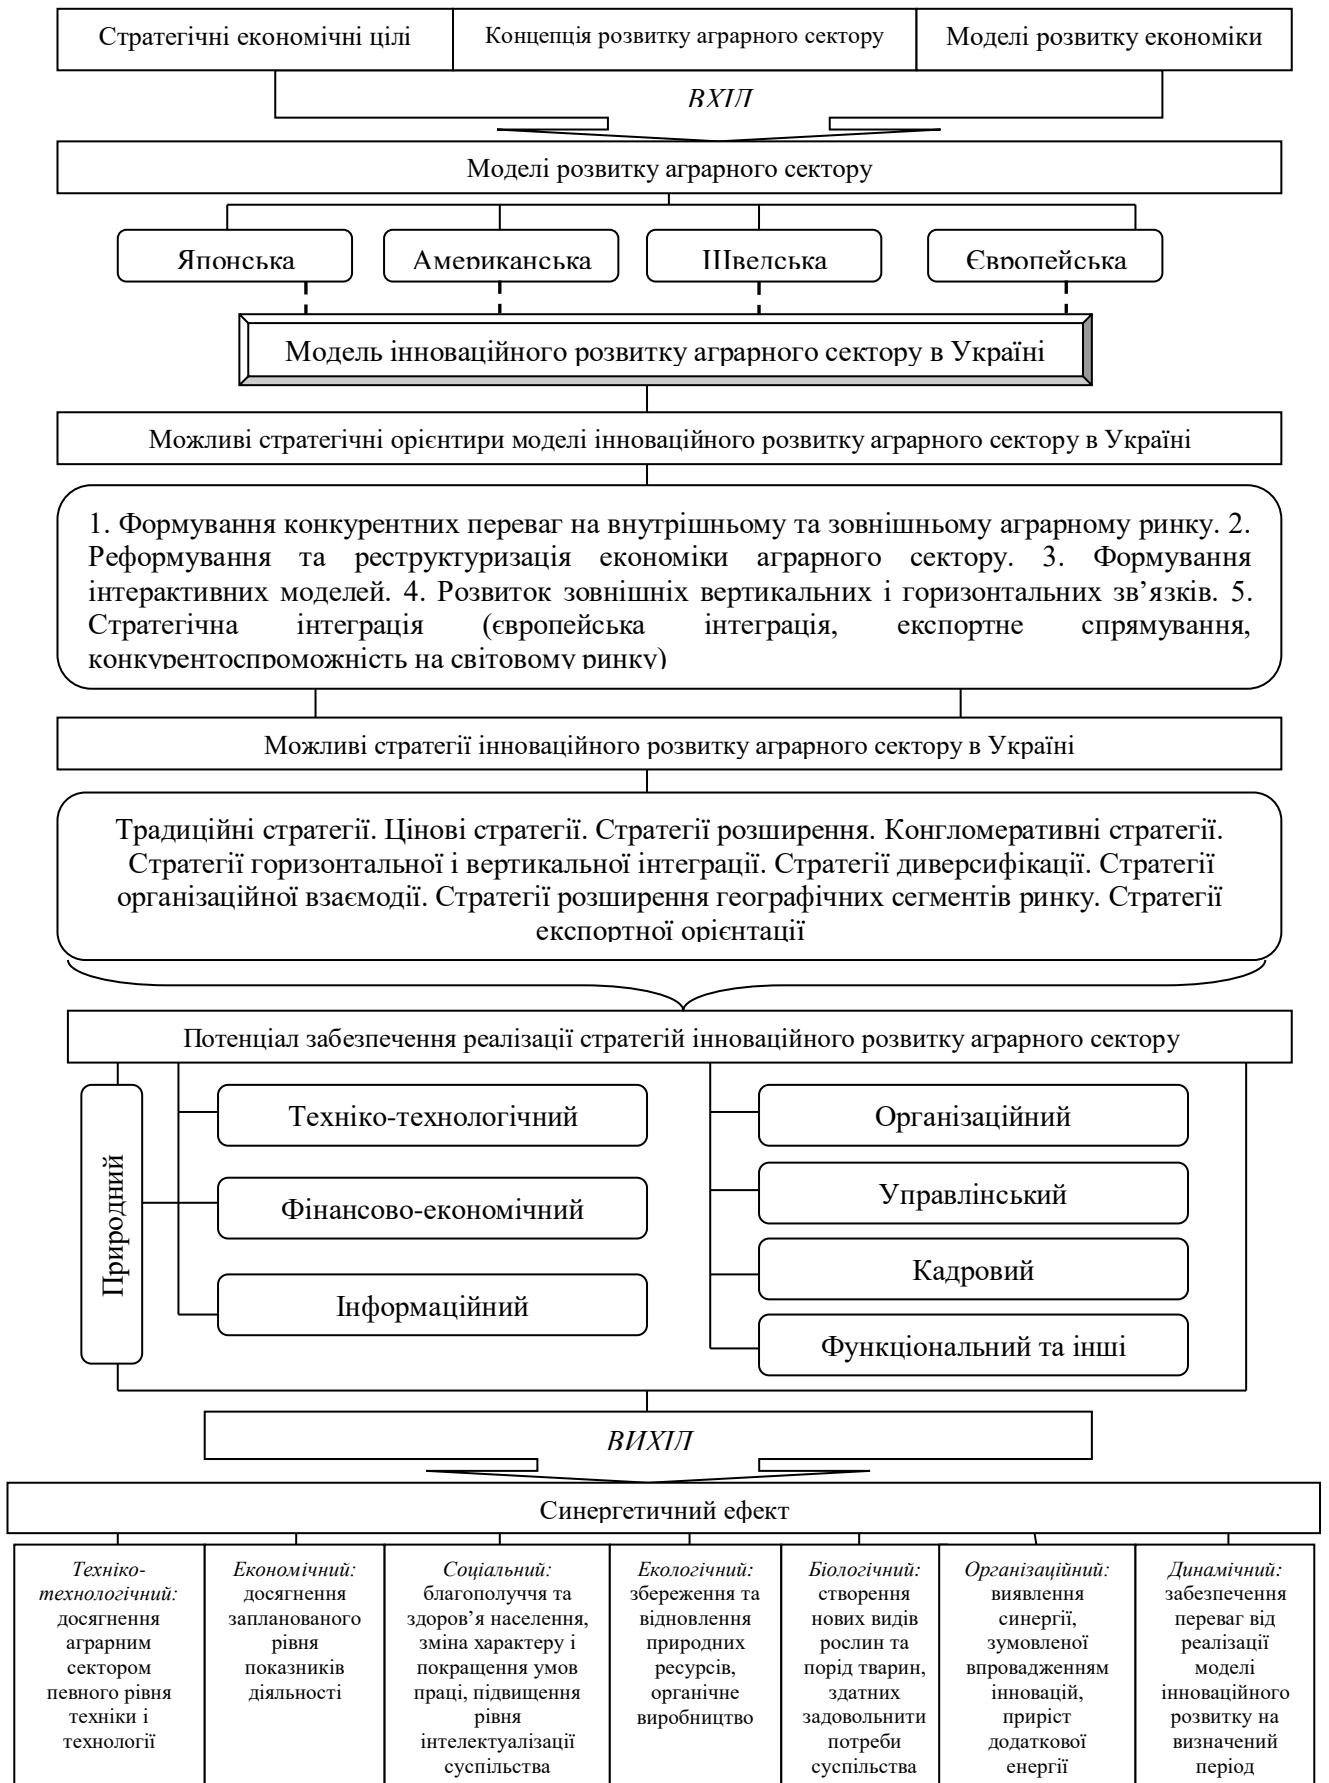 Стратегічні економічні цілі
Концепція розвитку аграрного сектору
Моделі розвитку економіки
ВХІД
Моделі розвитку аграрного сектору
Японська
Американська
Шведська
Європейська
Модель інноваційного розвитку аграрного сектору в Україні
Можливі стратегічні орієнтири моделі інноваційного розвитку аграрного сектору в Україні
1. Формування конкурентних переваг на внутрішньому та зовнішньому аграрному ринку. 2.
Реформування та реструктуризація економіки аграрного сектору. 3. Формування
інтерактивних моделей. 4. Розвиток зовнішніх вертикальних і горизонтальних зв’язків. 5.
Стратегічна інтеграція (європейська інтеграція, експортне спрямування,
конкурентоспроможність на світовому ринку)
Можливі стратегії інноваційного розвитку аграрного сектору в Україні
Традиційні стратегії. Цінові стратегії. Стратегії розширення. Конгломеративні стратегії.
Стратегії горизонтальної і вертикальної інтеграції. Стратегії диверсифікації. Стратегії
організаційної взаємодії. Стратегії розширення географічних сегментів ринку. Стратегії
експортної орієнтації
Потенціал забезпечення реалізації стратегій інноваційного розвитку аграрного сектору
Природний
Техніко-технологічний
Фінансово-економічний
Інформаційний
Організаційний
Управлінський
Кадровий
Функціональний та інші
ВИХІД
Синергетичний ефект
Техніко-
технологічний:
досягнення
аграрним
сектором
певного рівня
техніки і
технології
Економічний:
досягнення
запланованого
рівня
показників
діяльності
Соціальний:
благополуччя та
здоров’я населення,
зміна характеру і
покращення умов
праці, підвищення
рівня
інтелектуалізації
суспільства
Екологічний:
збереження та
відновлення
природних
ресурсів,
органічне
виробництво
Біологічний:
створення
нових видів
рослин та
порід тварин,
здатних
задовольнити
потреби
суспільства
Організаційний:
виявлення
синергії,
зумовленої
впровадженням
інновацій,
приріст
додаткової
енергії
Динамічний:
забезпечення
переваг від
реалізації
моделі
інноваційного
розвитку на
визначений
період